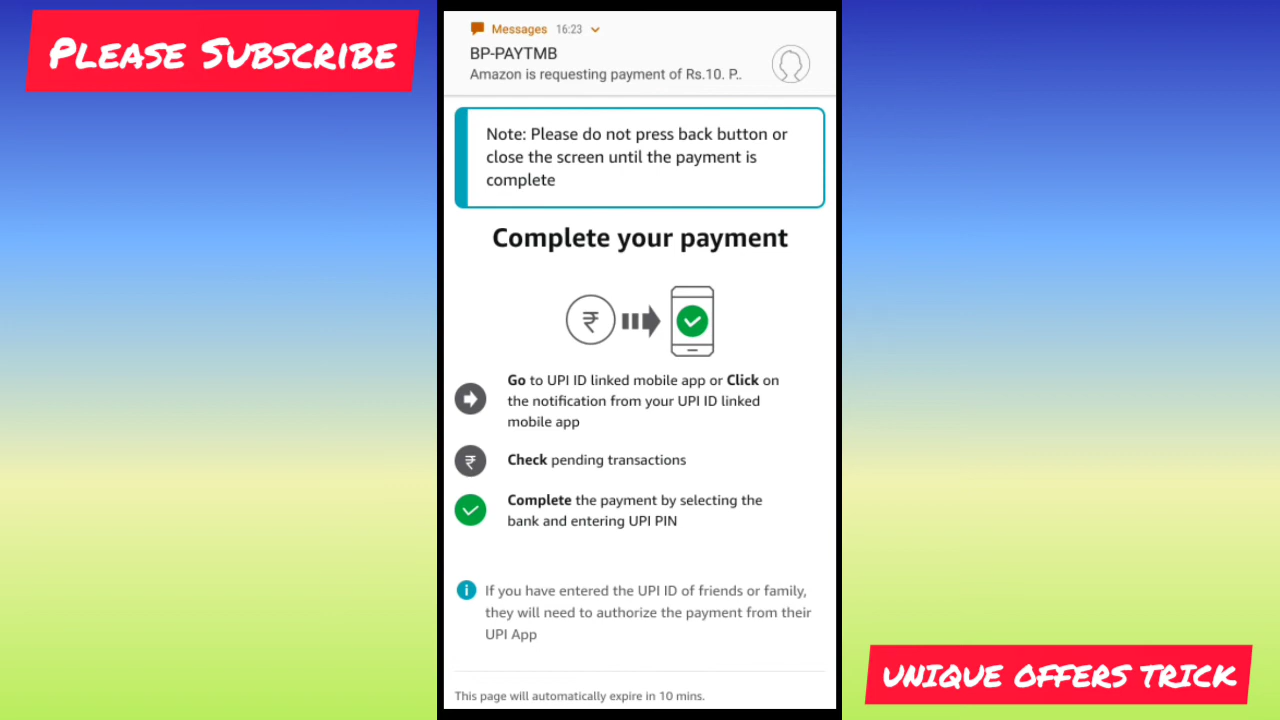 Please Subscribe
Messages 16:23
BP-PAYTMB
Amazon is requesting payment of Rs.10. P..
Note: Please do not press back button or
close the screen until the payment is
complete
Complete your payment
₹
Go to UPI ID linked mobile app or Click on
the notification from your UPI ID linked
mobile app
₹
Check pending transactions
Complete the payment by selecting the
bank and entering UPI PIN
i
If you have entered the UPI ID of friends or family,
they will need to authorize the payment from their
UPI App
This page will automatically expire in 10 mins.
UNIQUE OFFERS TRICK